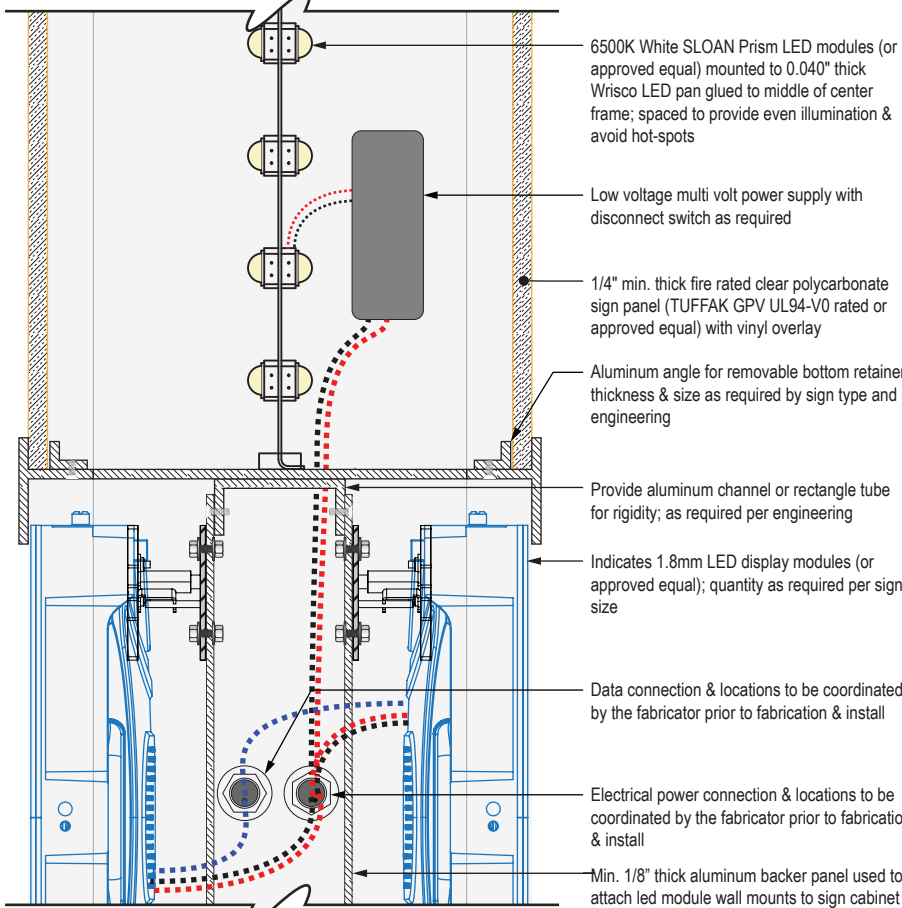 6500K White SLOAN Prism LED modules (or
approved equal) mounted to 0.040" thick
Wrisco LED pan glued to middle of center
frame; spaced to provide even illumination &
avoid hot-spots
Low voltage multi volt power supply with
disconnect switch as required
1/4" min. thick fire rated clear polycarbonate
sign panel (TUFFAK GPV UL94-V0 rated or
approved equal) with vinyl overlay
Aluminum angle for removable bottom retainer
thickness & size as required by sign type and
engineering
Provide aluminum channel or rectangle tube
for rigidity; as required per engineering
Indicates 1.8mm LED display modules (or
approved equal); quantity as required per sign
size
Data connection & locations to be coordinated
by the fabricator prior to fabrication & install
Electrical power connection & locations to be
coordinated by the fabricator prior to fabricatio
& install
Min. 1/8” thick aluminum backer panel used to
attach led module wall mounts to sign cabinet